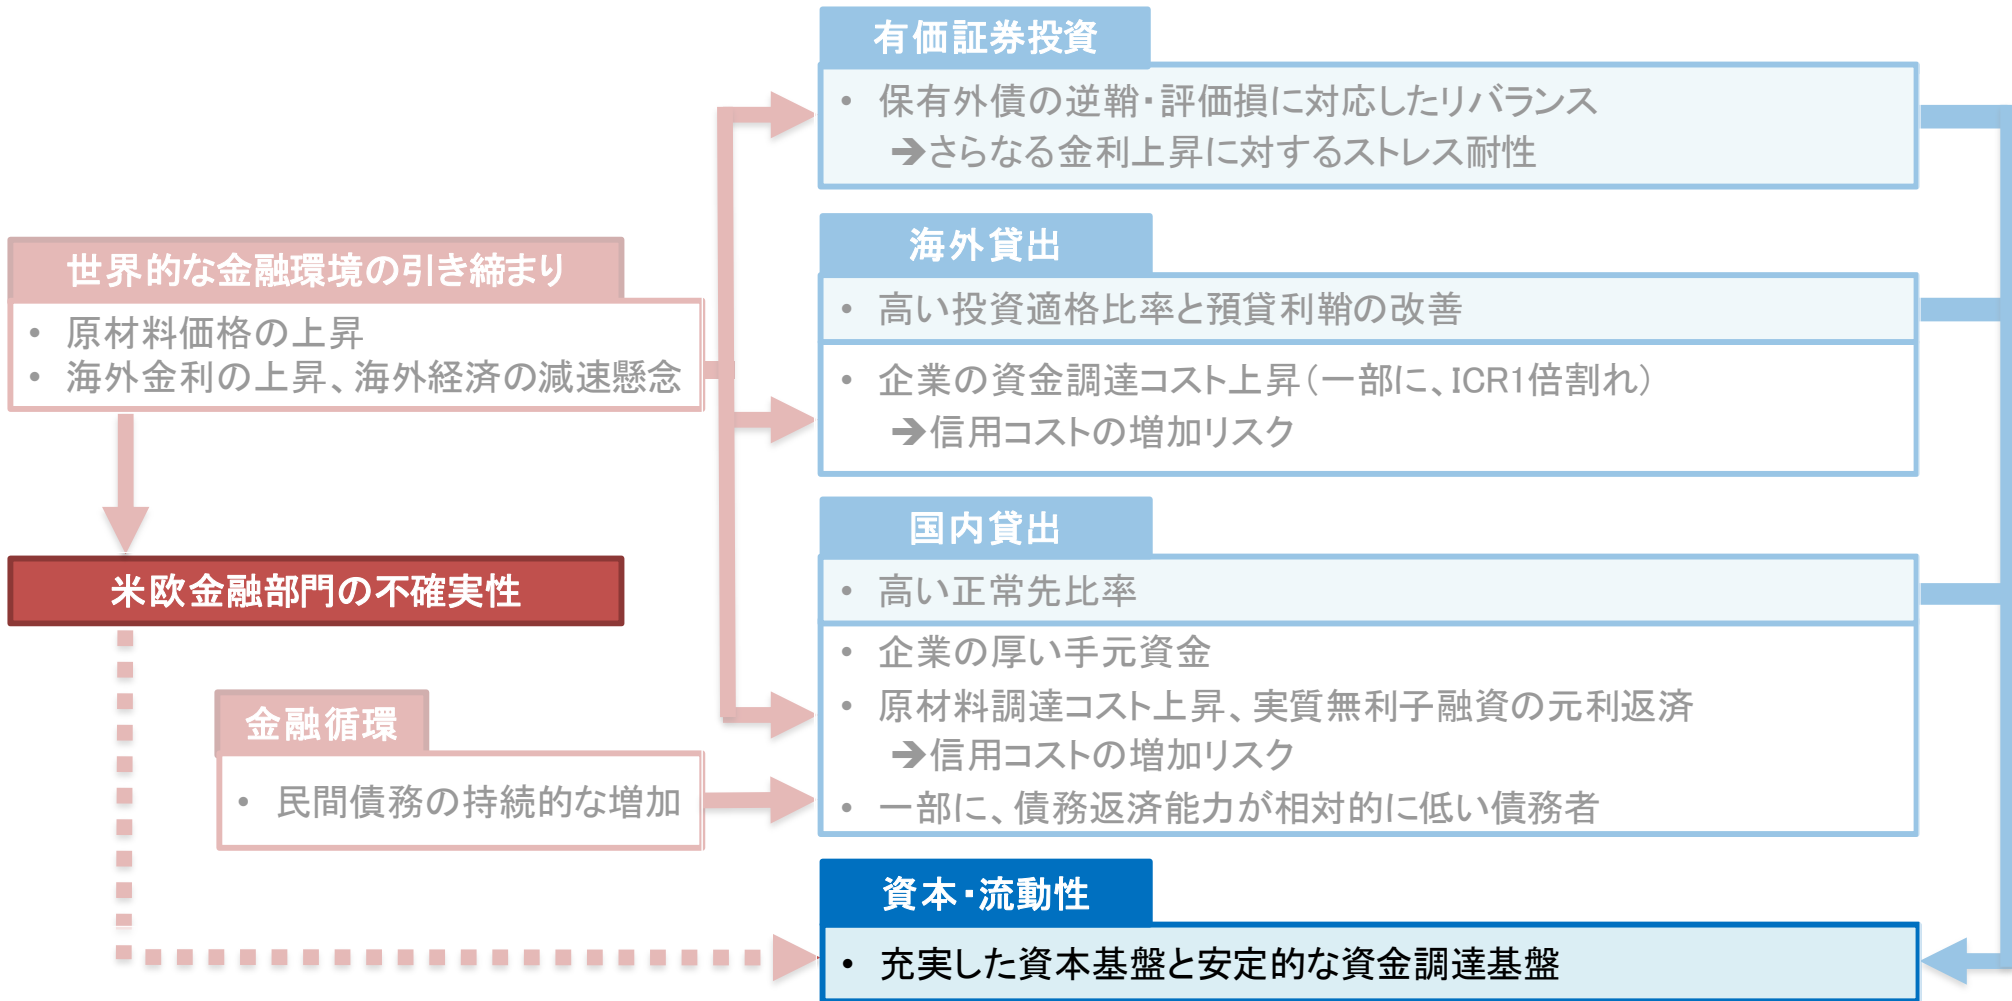 有価証券投資
• 保有外債の逆鞘・評価損に対応したリバランス
➔さらなる金利上昇に対するストレス耐性
海外貸出
• 高い投資適格比率と預貸利鞘の改善
• 企業の資金調達コスト上昇（一部に、ICR1倍割れ）
➔信用コストの増加リスク
世界的な金融環境の引き締まり
• 原材料価格の上昇
• 海外金利の上昇、海外経済の減速懸念
米欧金融部門の不確実性
金融循環
• 民間債務の持続的な増加
国内貸出
• 高い正常先比率
• 企業の厚い手元資金
• 原材料調達コスト上昇、実質無利子融資の元利返済
➔信用コストの増加リスク
• 一部に、債務返済能力が相対的に低い債務者
資本・流動性
• 充実した資本基盤と安定的な資金調達基盤